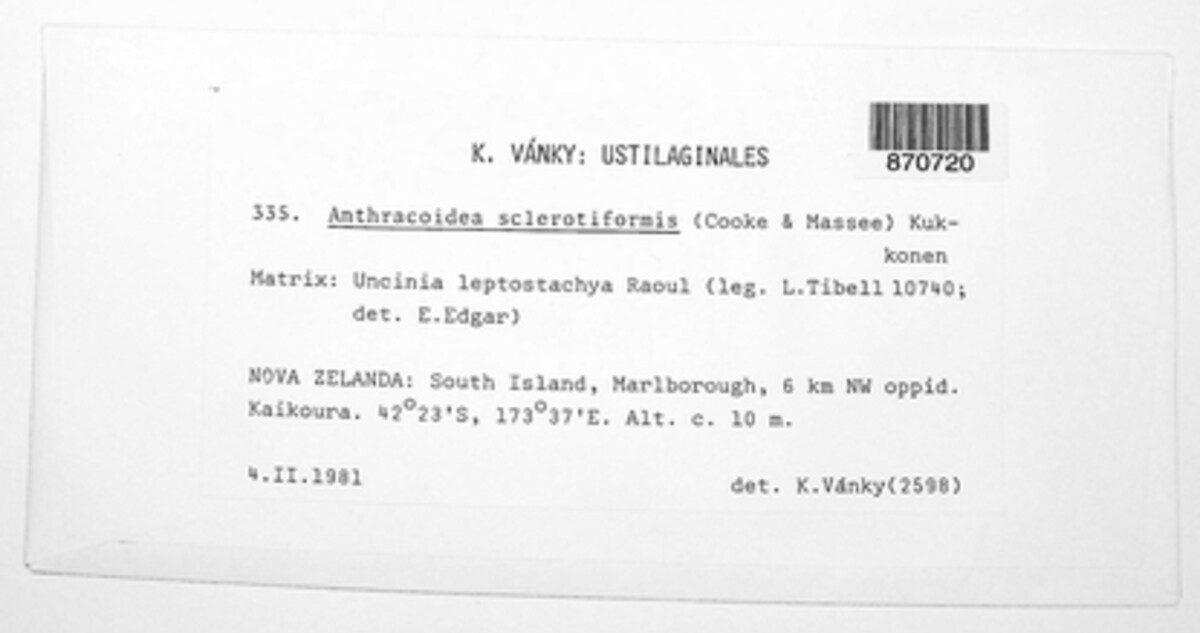 K. VÁNKY: USTILAGINALES
870720
335. Anthracoidea sclerotiformis (Cooke & Massee) Kuk-
konen
Matrix: Uncinia leptostachya Raoul (leg. L.Tibell 10740;
det. E.Edgar)
NOVA ZELANDA: South Island, Marlborough, 6 km NW oppid.
Kaikoura. 42°23'S, 173°37'E. Alt. c. 10 m.
4.II.1981
det. K.Vánky(2598)